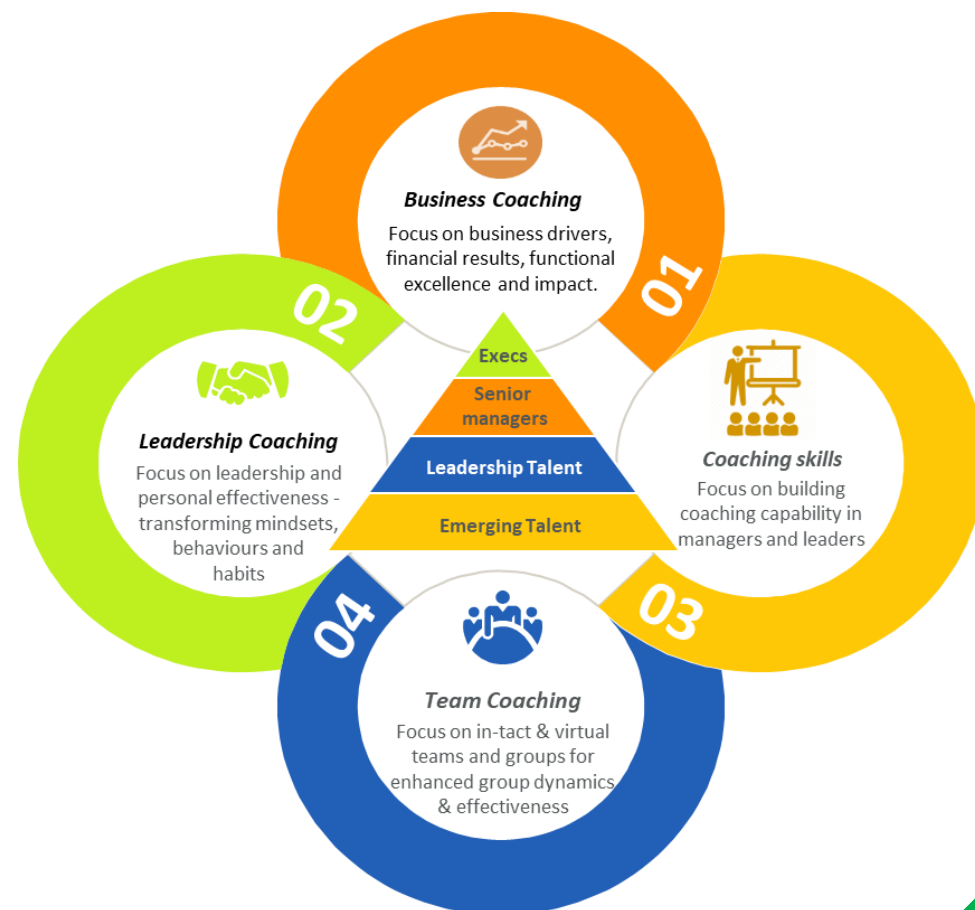 01
Business Coaching
Focus on business drivers,
financial results, functional
excellence and impact.
02
Leadership Coaching
Focus on leadership and
personal effectiveness -
transforming mindsets,
behaviours and
habits
Execs
Senior
managers
Leadership Talent
Emerging Talent
Coaching skills
Focus on building
coaching capability in
managers and leaders
03
04
Team Coaching
Focus on in-tact & virtual
teams and groups for
enhanced group dynamics
& effectiveness